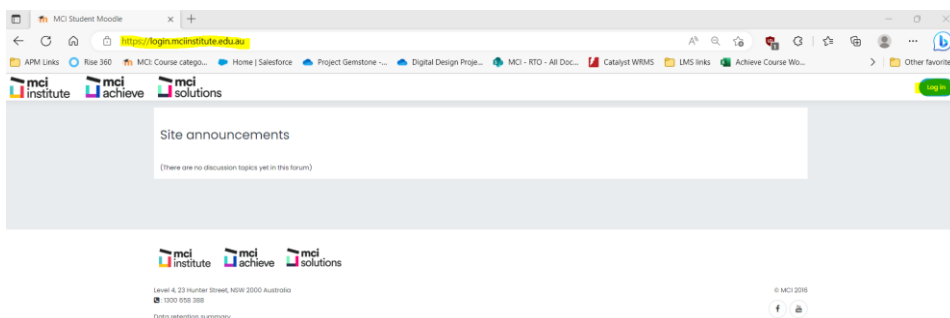 MCI Student Moodle
https://login.mciinstitute.edu.au
APM Links Rise 360 MCI: Course catego... Home | Salesforce Project Gemstone -... Digital Design Proje... MCI - RTO - All Doc... Catalyst WRMS LMS links Achieve Course Wo... Other favorite
mci institute mci achieve mci solutions
Log in
Site announcements
(There are no discussion topics yet in this forum)
mci institute mci achieve mci solutions
Level 4, 23 Hunter Street, NSW 2000 Australia
© MCI 2016
: 1300 658 388
Data retention summary